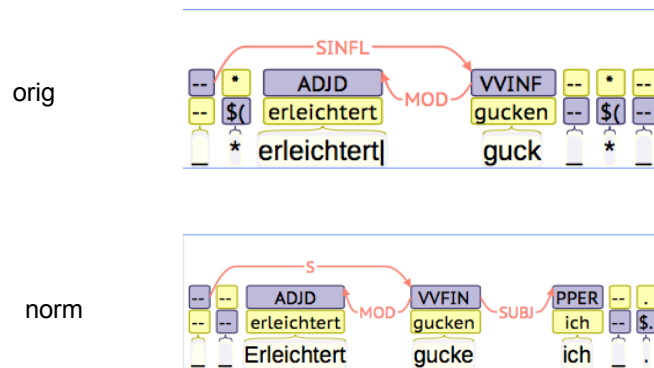 SINFL
orig
-- * ADJD MOD VVINF -- * --
-- $( erleichtert gucken -- $( --
_ * erleichtert| guck _ * _
S
norm
-- -- ADJD MOD VVFIN SUBJ PPER -- .
-- -- erleichtert gucken ich -- $.
_ _ Erleichtert gucke ich _ .